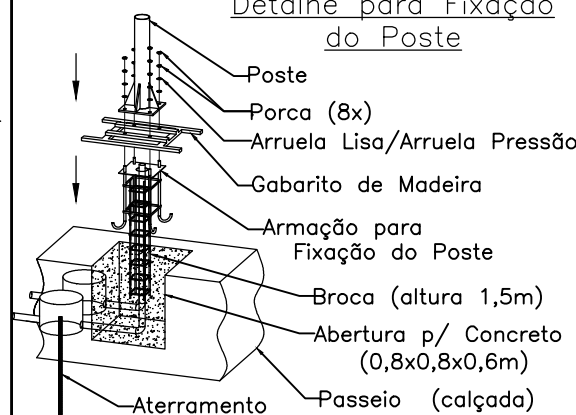 Detalhe para Fixação
do Poste
Poste
Porca (8x)
Arruela Lisa/Arruela Pressão
Gabarito de Madeira
Armação para
Fixação do Poste
Broca (altura 1,5m)
Abertura p/ Concreto
(0,8x0,8x0,6m)
Passeio (calçada)
Aterramento